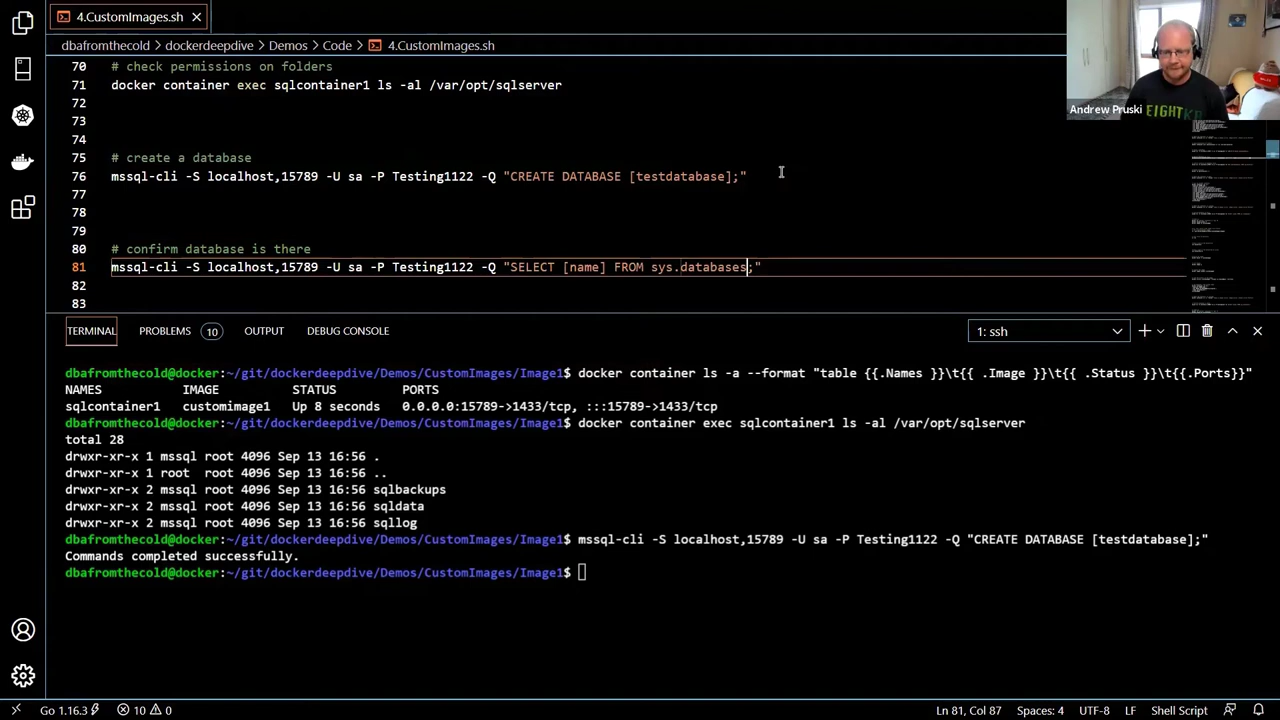 4.CustomImages.sh
dbafromthecold > dockerdeepdive > Demos > Code > 4.CustomImages.sh
70 # check permissions on folders
71 docker container exec sqlcontainer1 ls -al /var/opt/sqlserver
72
73
74
75 # create a database
76 mssql-cli -S localhost,15789 -U sa -P Testing1122 -Q "CREATE DATABASE [testdatabase];"
77
78
79
80 # confirm database is there
81 mssql-cli -S localhost,15789 -U sa -P Testing1122 -Q "SELECT [name] FROM sys.databases;"
82
83
Andrew Pruski
EIGHTK
TERMINAL PROBLEMS 10 OUTPUT DEBUG CONSOLE 1: ssh
dbafromthecold@docker:~/git/dockerdeepdive/Demos/CustomImages/Image1$ docker container ls -a --format "table {{.Names }}\t{{ .Image }}\t{{ .Status }}\t{{.Ports}}"
NAMES IMAGE STATUS PORTS
sqlcontainer1 customimage1 Up 8 seconds 0.0.0.0:15789->1433/tcp, :::15789->1433/tcp
dbafromthecold@docker:~/git/dockerdeepdive/Demos/CustomImages/Image1$ docker container exec sqlcontainer1 ls -al /var/opt/sqlserver
total 28
drwxr-xr-x 1 mssql root 4096 Sep 13 16:56 .
drwxr-xr-x 1 root root 4096 Sep 13 16:56 ..
drwxr-xr-x 2 mssql root 4096 Sep 13 16:56 sqlbackups
drwxr-xr-x 2 mssql root 4096 Sep 13 16:56 sqldata
drwxr-xr-x 2 mssql root 4096 Sep 13 16:56 sqllog
dbafromthecold@docker:~/git/dockerdeepdive/Demos/CustomImages/Image1$ mssql-cli -S localhost,15789 -U sa -P Testing1122 -Q "CREATE DATABASE [testdatabase];"
Commands completed successfully.
dbafromthecold@docker:~/git/dockerdeepdive/Demos/CustomImages/Image1$
Go 1.16.3 10 0 Ln 81, Col 87 Spaces: 4 UTF-8 LF Shell Script